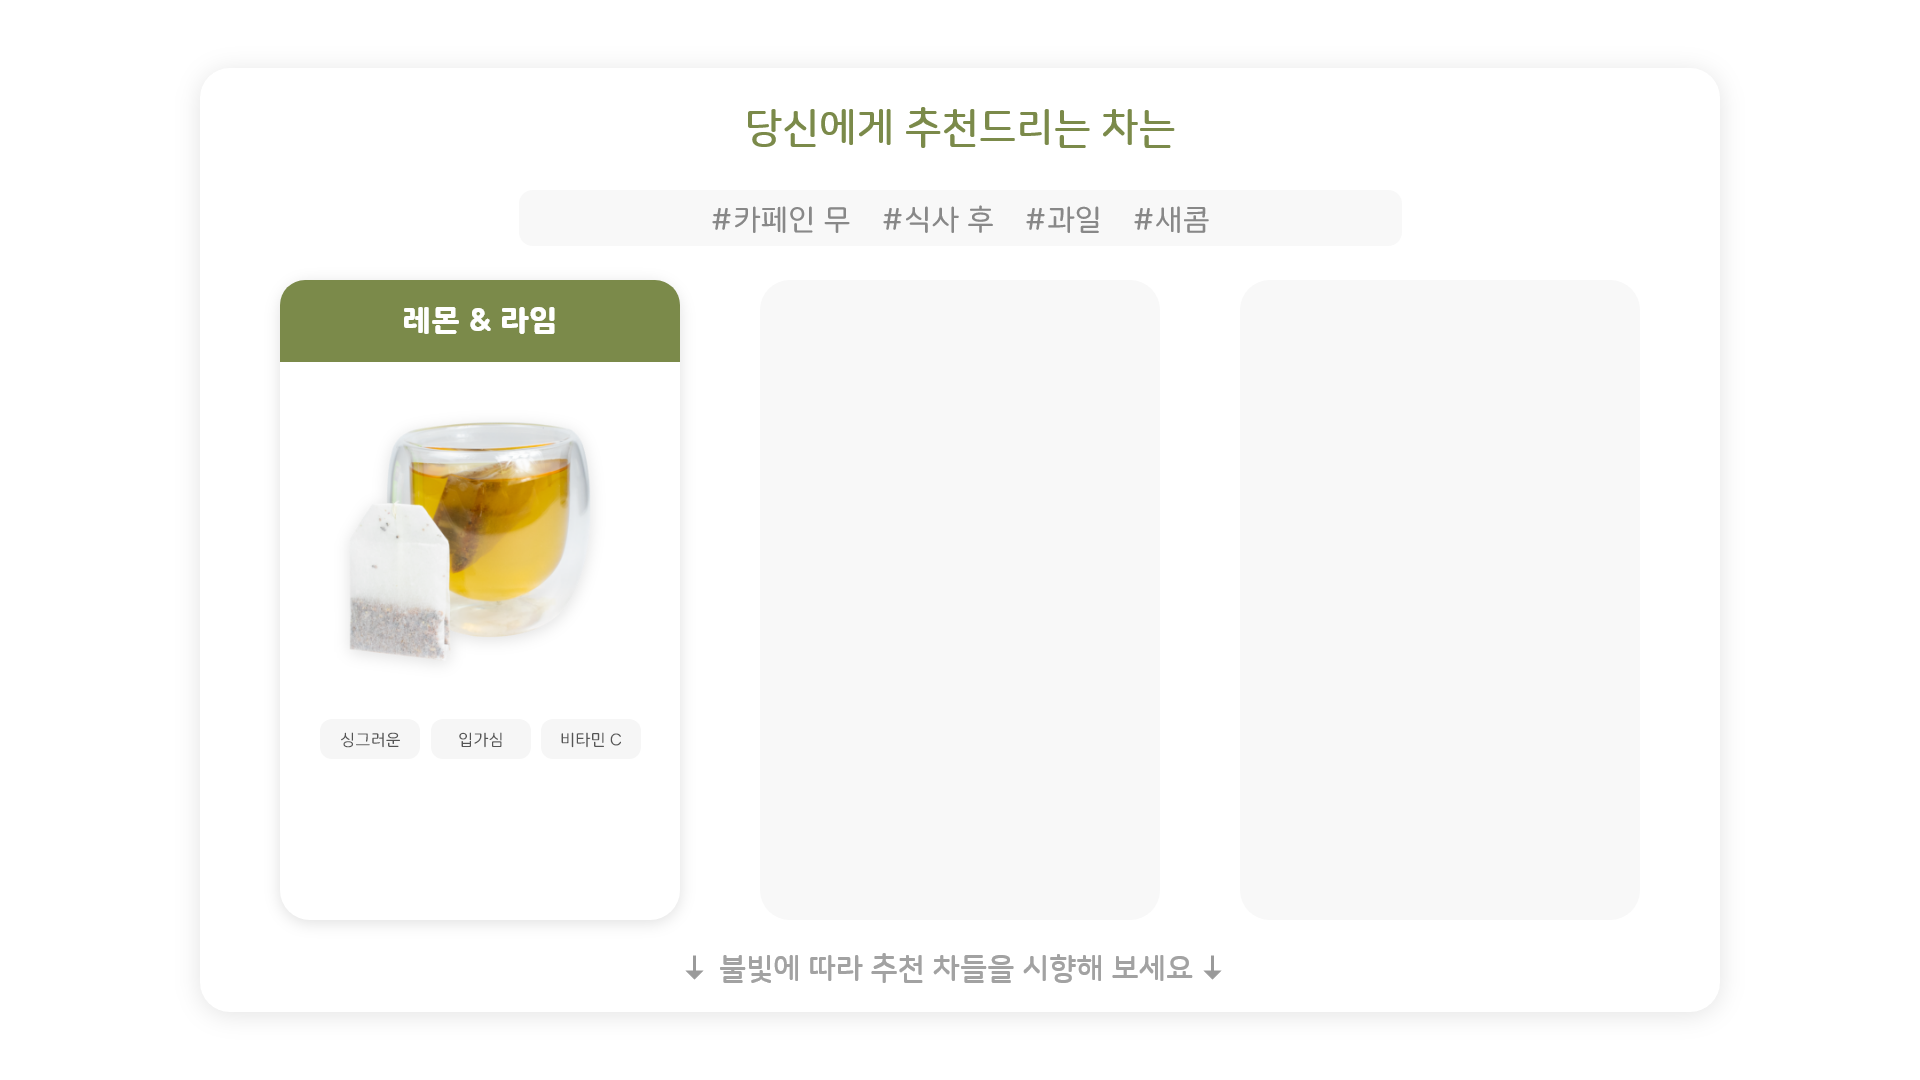 당신에게 추천드리는 차는
#카페인 무 #식사 후 #과일 #새콤
레몬 & 라임
싱그러운 입가심 비타민 C
↓ 불빛에 따라 추천 차들을 시향해 보세요 ↓